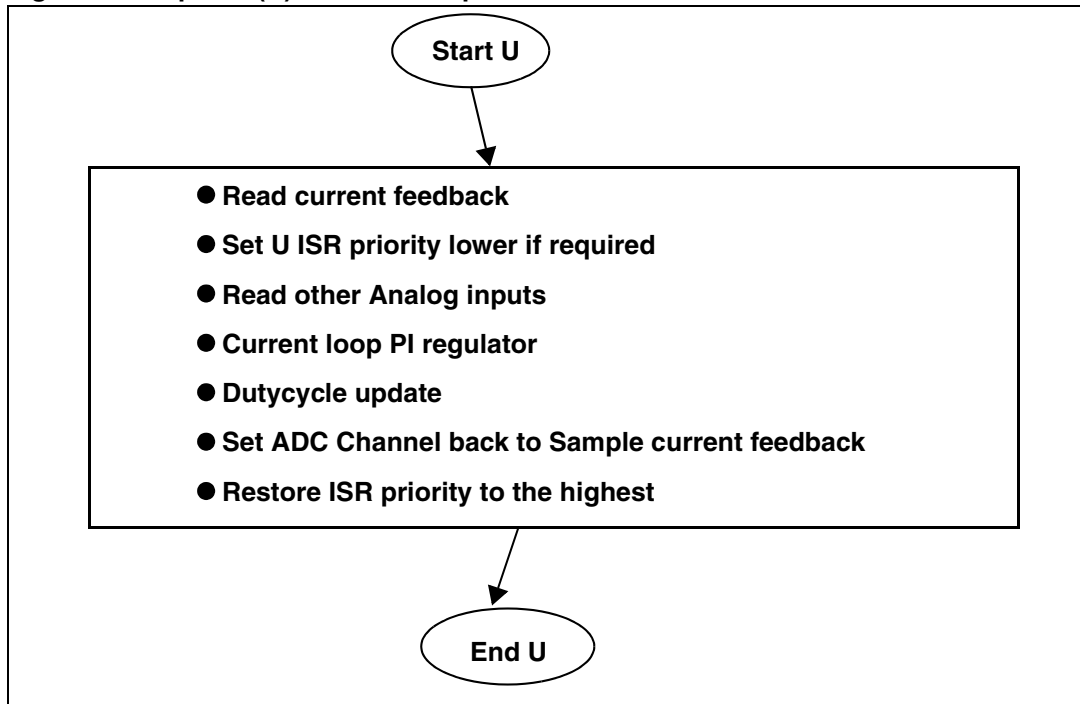 Start U
● Read current feedback
● Set U ISR priority lower if required
● Read other Analog inputs
● Current loop PI regulator
● Dutycycle update
● Set ADC Channel back to Sample current feedback
● Restore ISR priority to the highest
End U